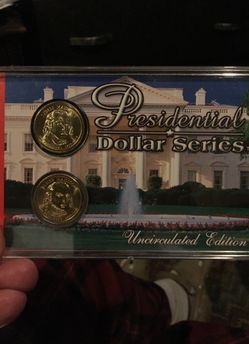 Presidential
Dollar Series
Uncirculated Edition